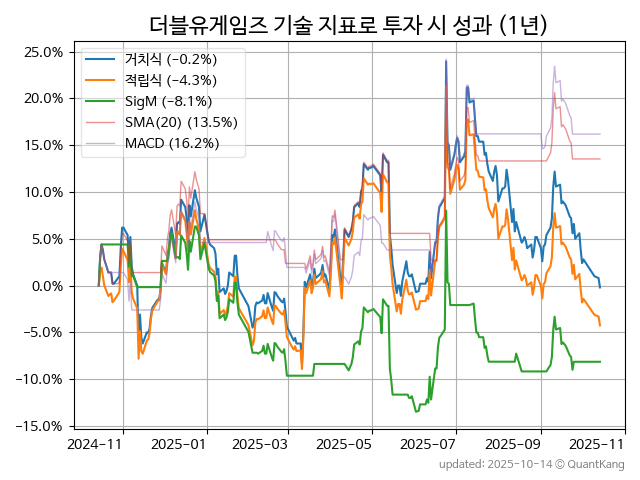 더블유게임즈 기술 지표로 투자 시 성과 (1년)
25.0%
20.0%
15.0%
10.0%
5.0%
0.0%
−5.0%
−10.0%
−15.0%
거치식 (−0.2%)
적립식 (−4.3%)
SigM (−8.1%)
SMA(20) (13.5%)
MACD (16.2%)
2024−11 2025−01 2025−03 2025−05 2025−07 2025−09 2025−11
updated: 2025-10-14 © QuantKang